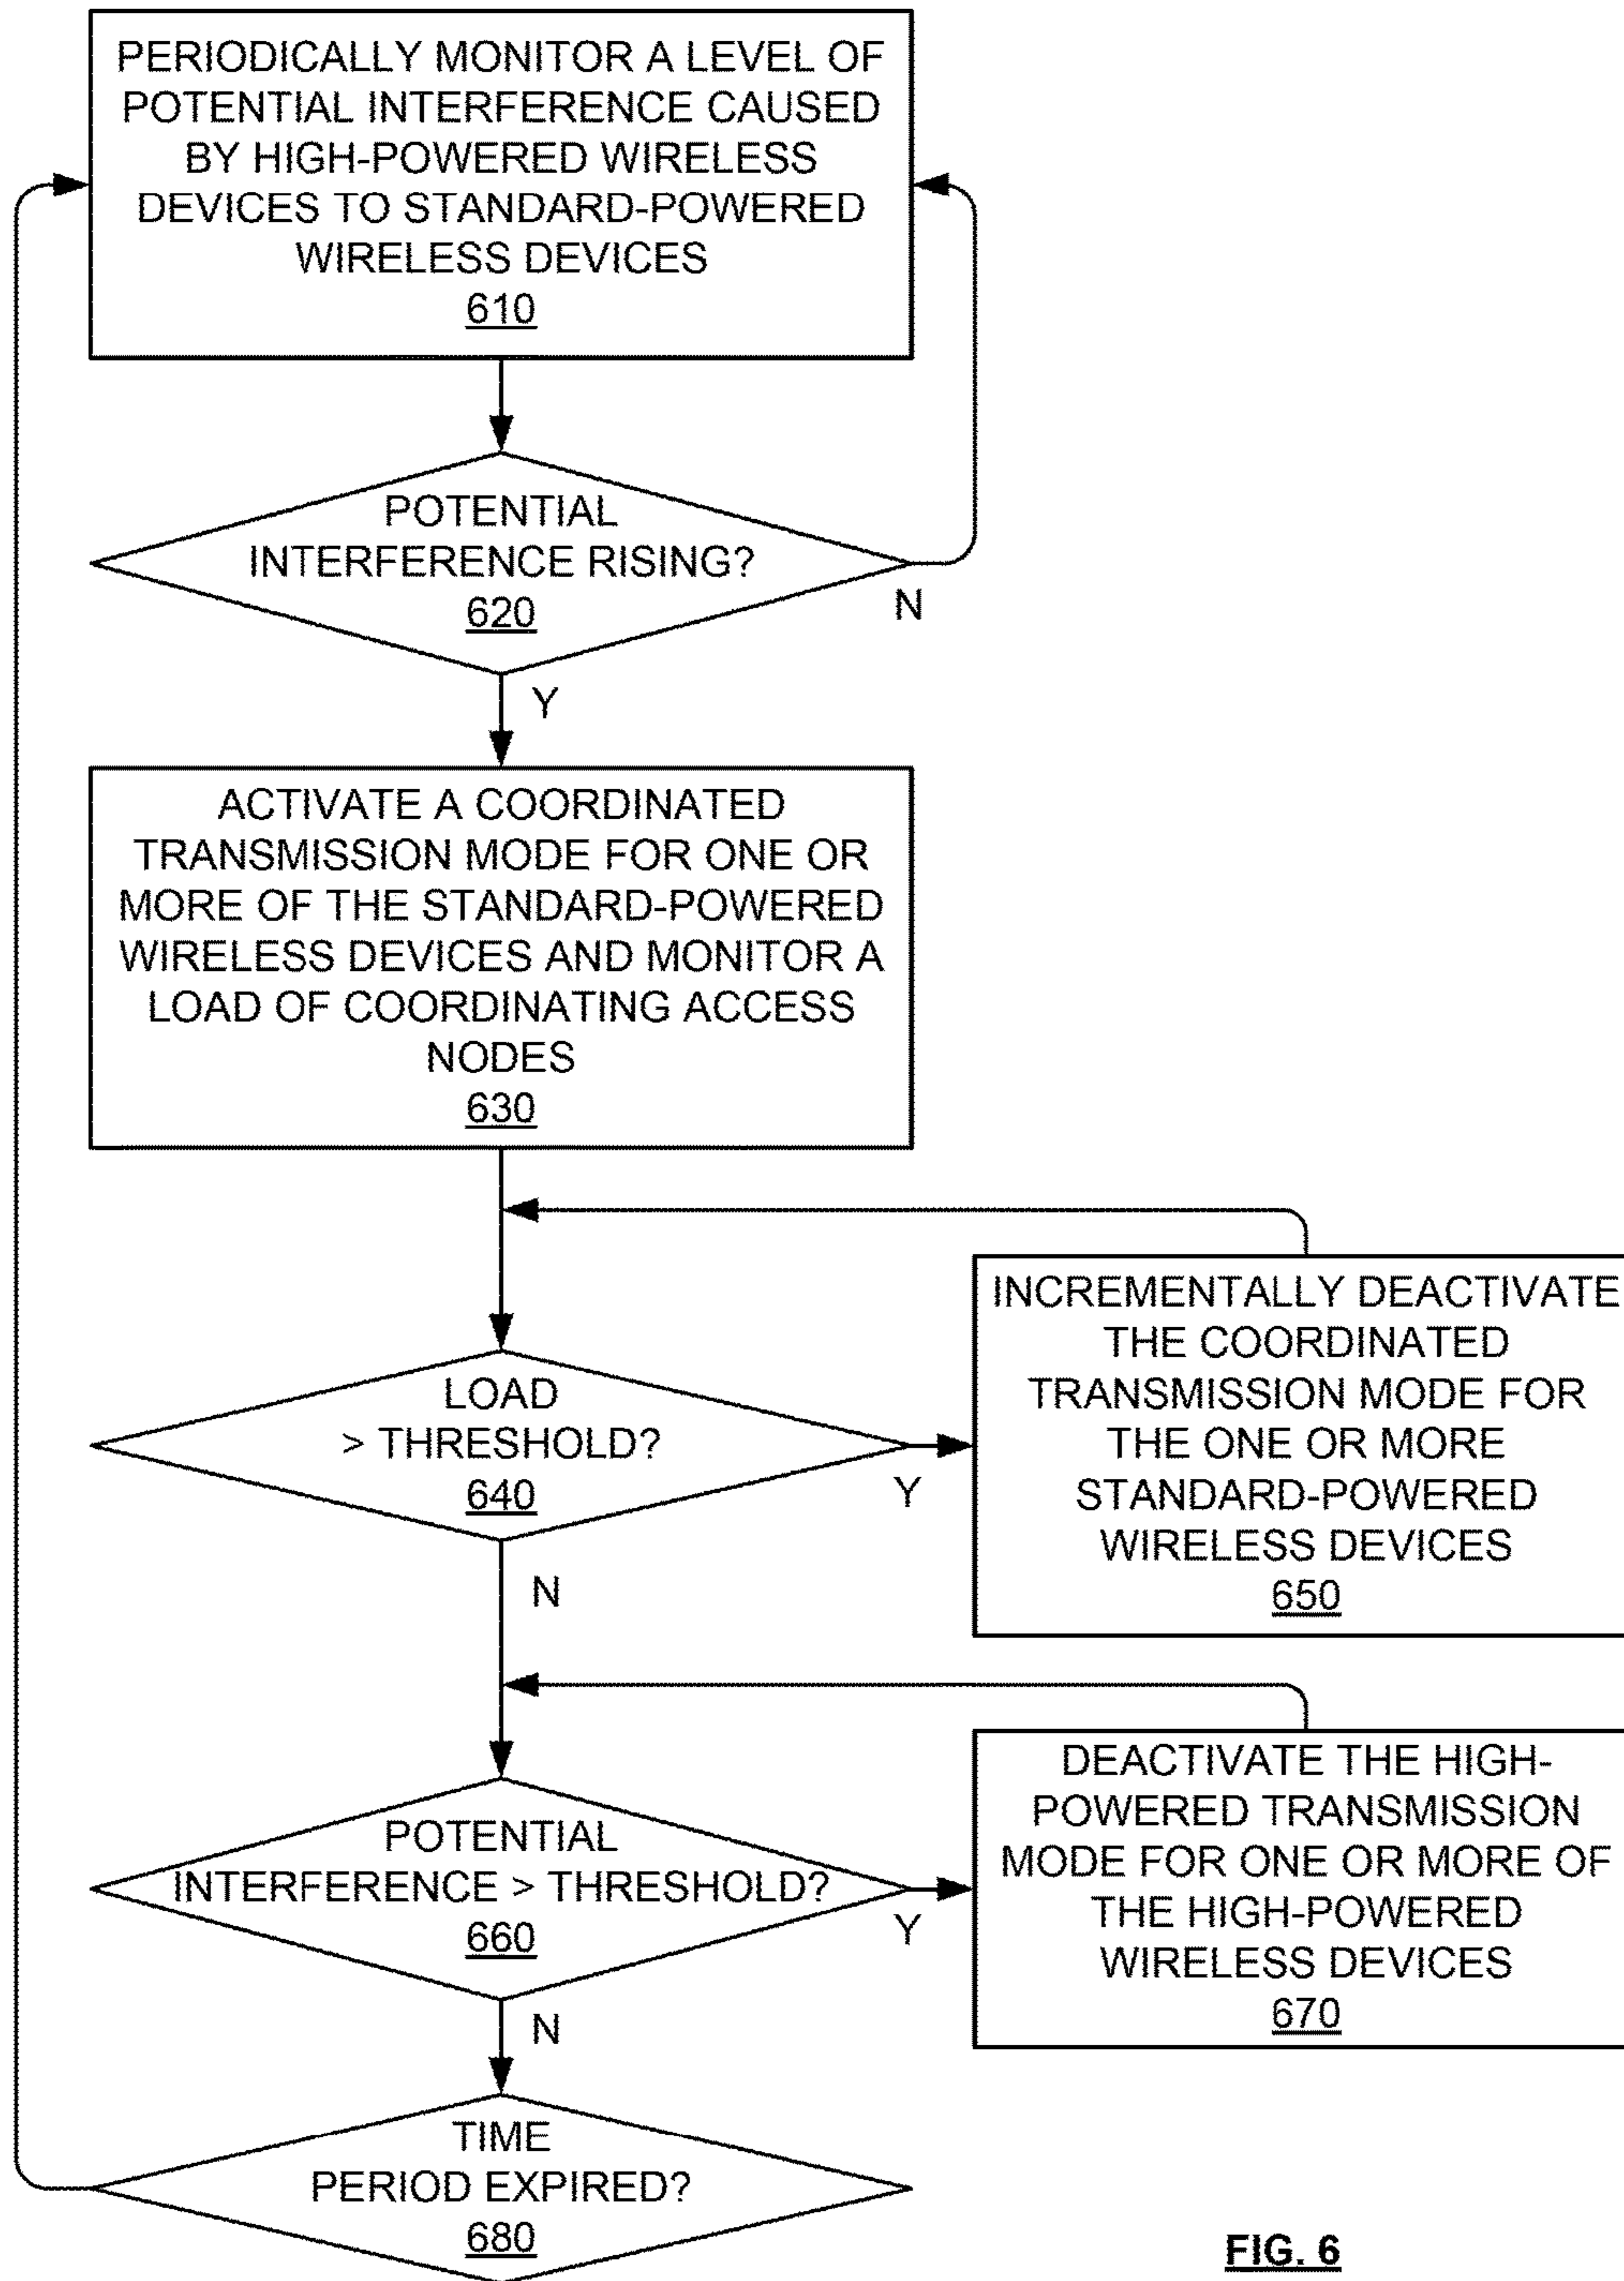 PERIODICALLY MONITOR A LEVEL OF
POTENTIAL INTERFERENCE CAUSED
BY HIGH-POWERED WIRELESS
DEVICES TO STANDARD-POWERED
WIRELESS DEVICES
610
POTENTIAL
INTERFERENCE RISING?
620
N
Y
ACTIVATE A COORDINATED
TRANSMISSION MODE FOR ONE OR
MORE OF THE STANDARD-POWERED
WIRELESS DEVICES AND MONITOR A
LOAD OF COORDINATING ACCESS
NODES
630
LOAD
> THRESHOLD?
640
Y
N
INCREMENTALLY DEACTIVATE
THE COORDINATED
TRANSMISSION MODE FOR
THE ONE OR MORE
STANDARD-POWERED
WIRELESS DEVICES
650
POTENTIAL
INTERFERENCE > THRESHOLD?
660
Y
N
DEACTIVATE THE HIGH-
POWERED TRANSMISSION
MODE FOR ONE OR MORE OF
THE HIGH-POWERED
WIRELESS DEVICES
670
TIME
PERIOD EXPIRED?
680
FIG. 6